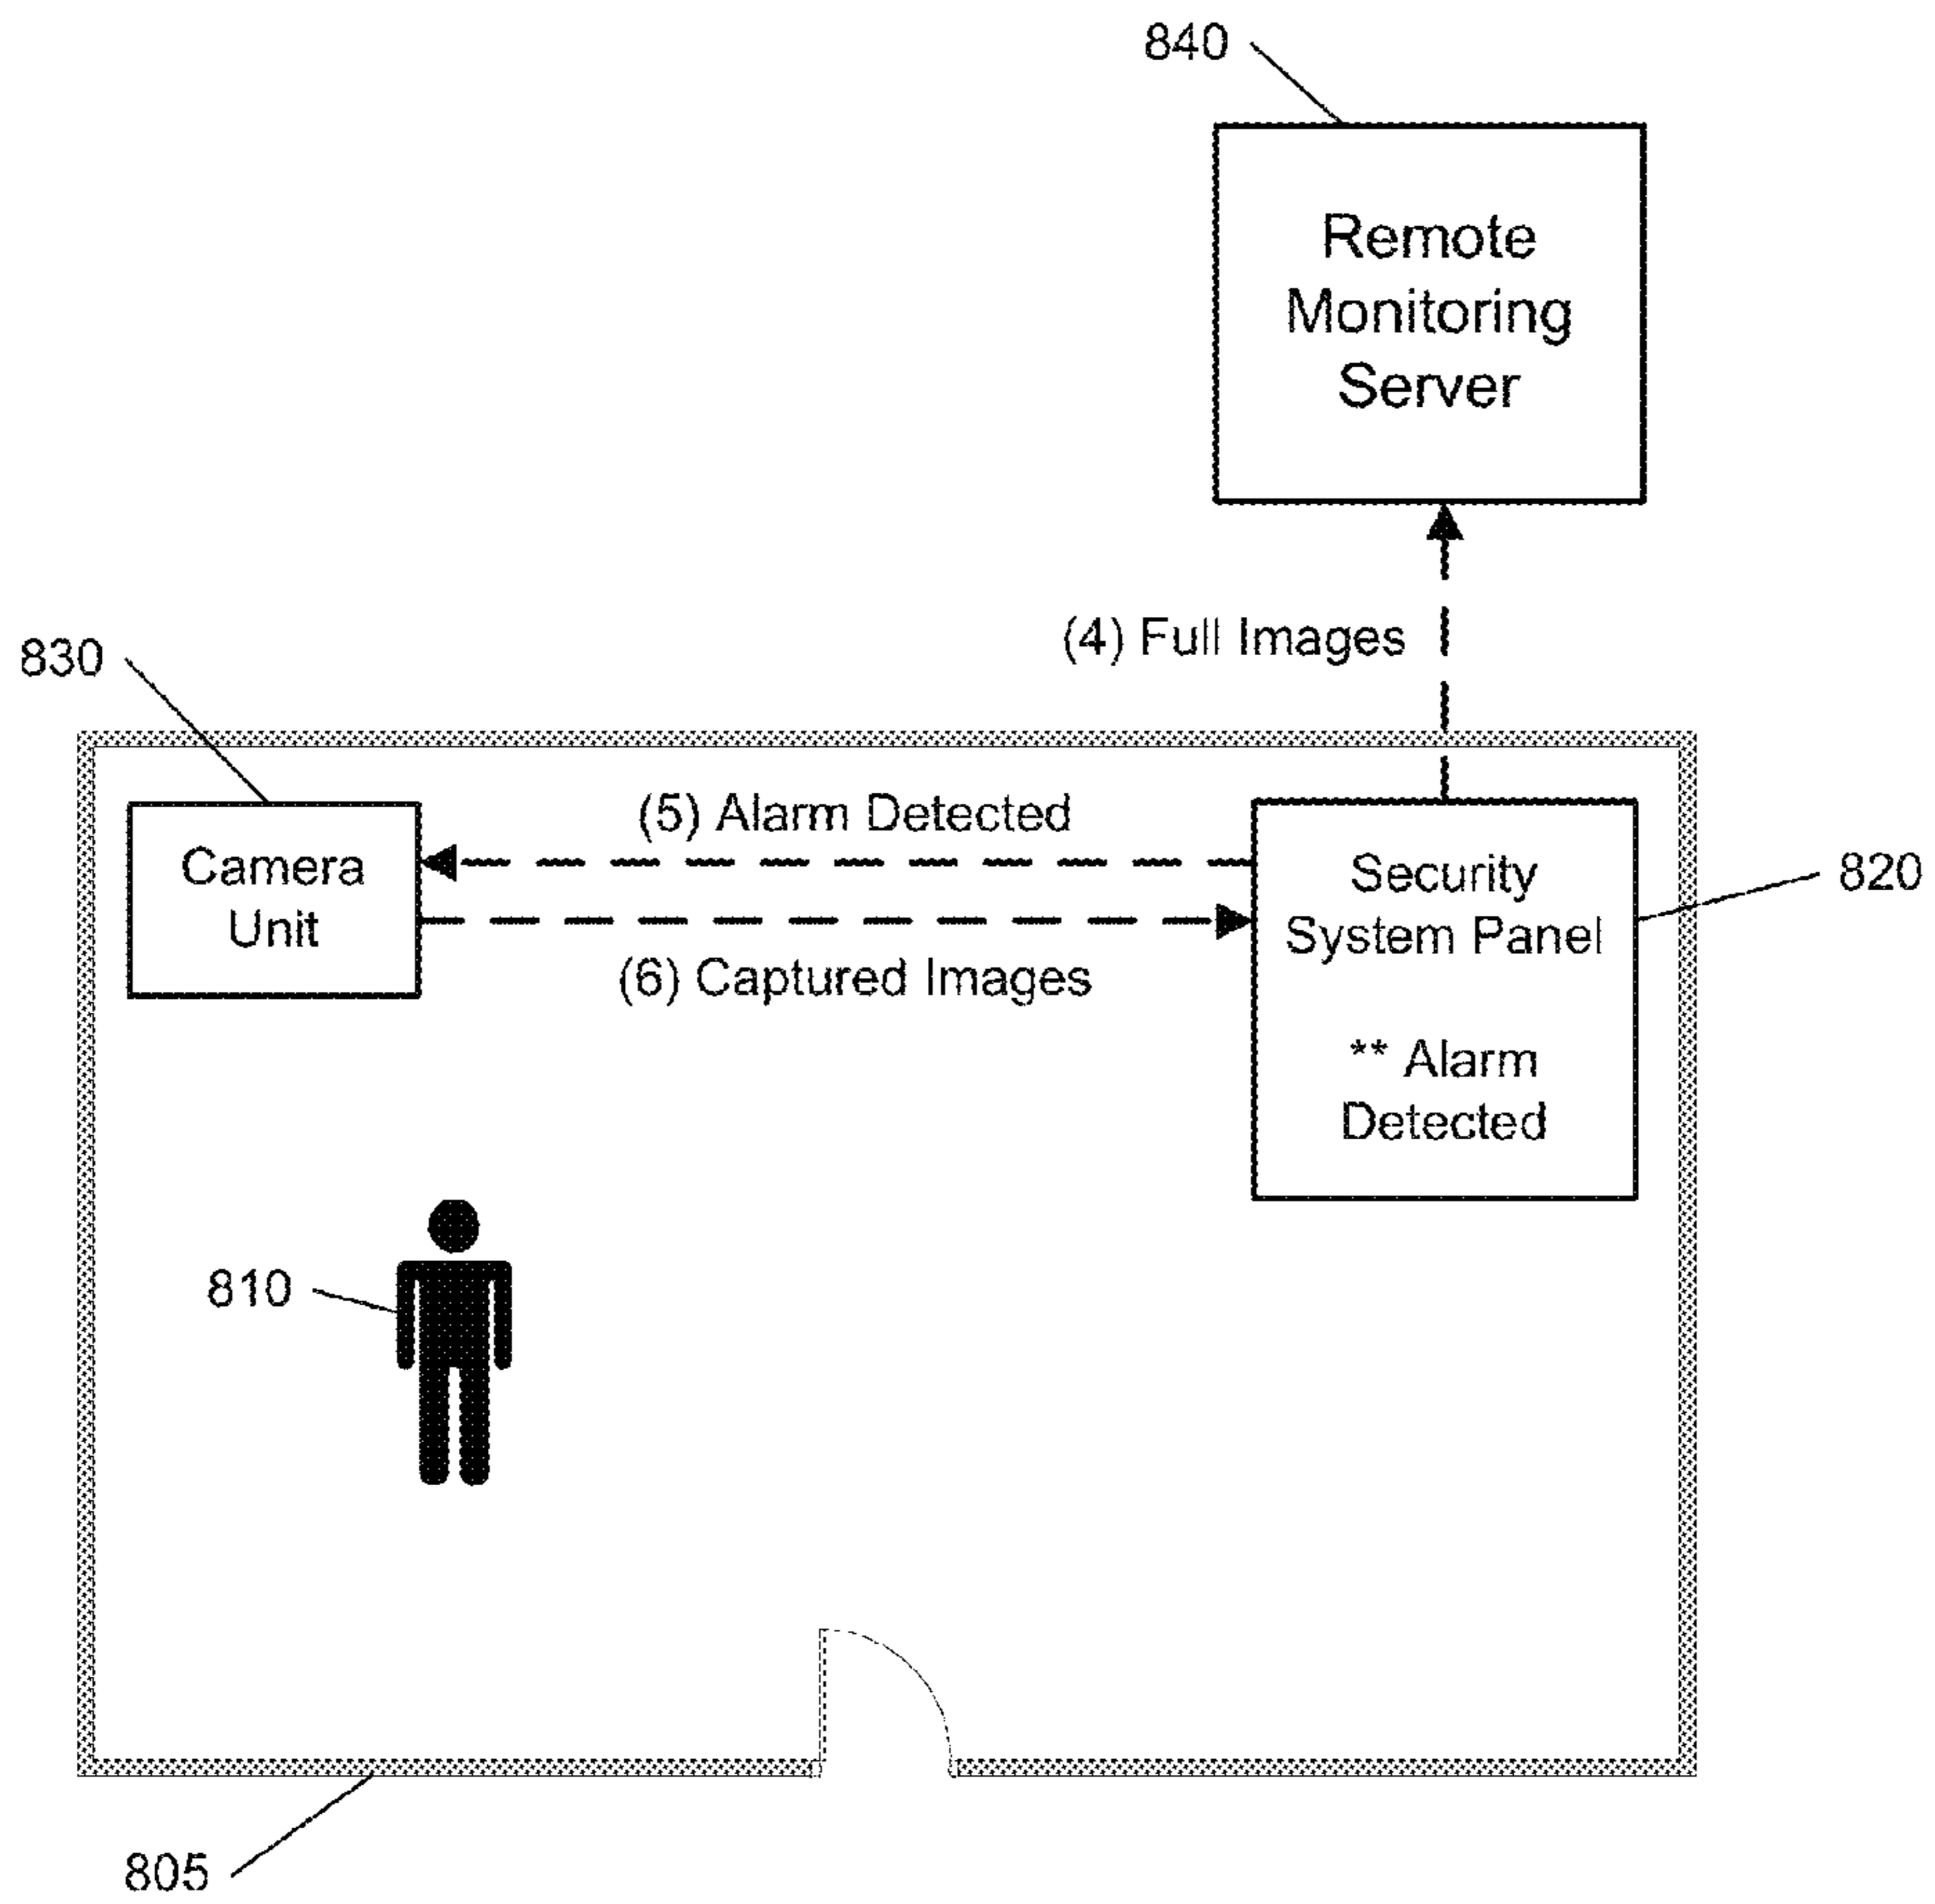 840
Remote
Monitoring
Server
(4) Full Images
830
(5) Alarm Detected
Camera
Unit
(6) Captured Images
Security
System Panel
** Alarm
Detected
820
810
805